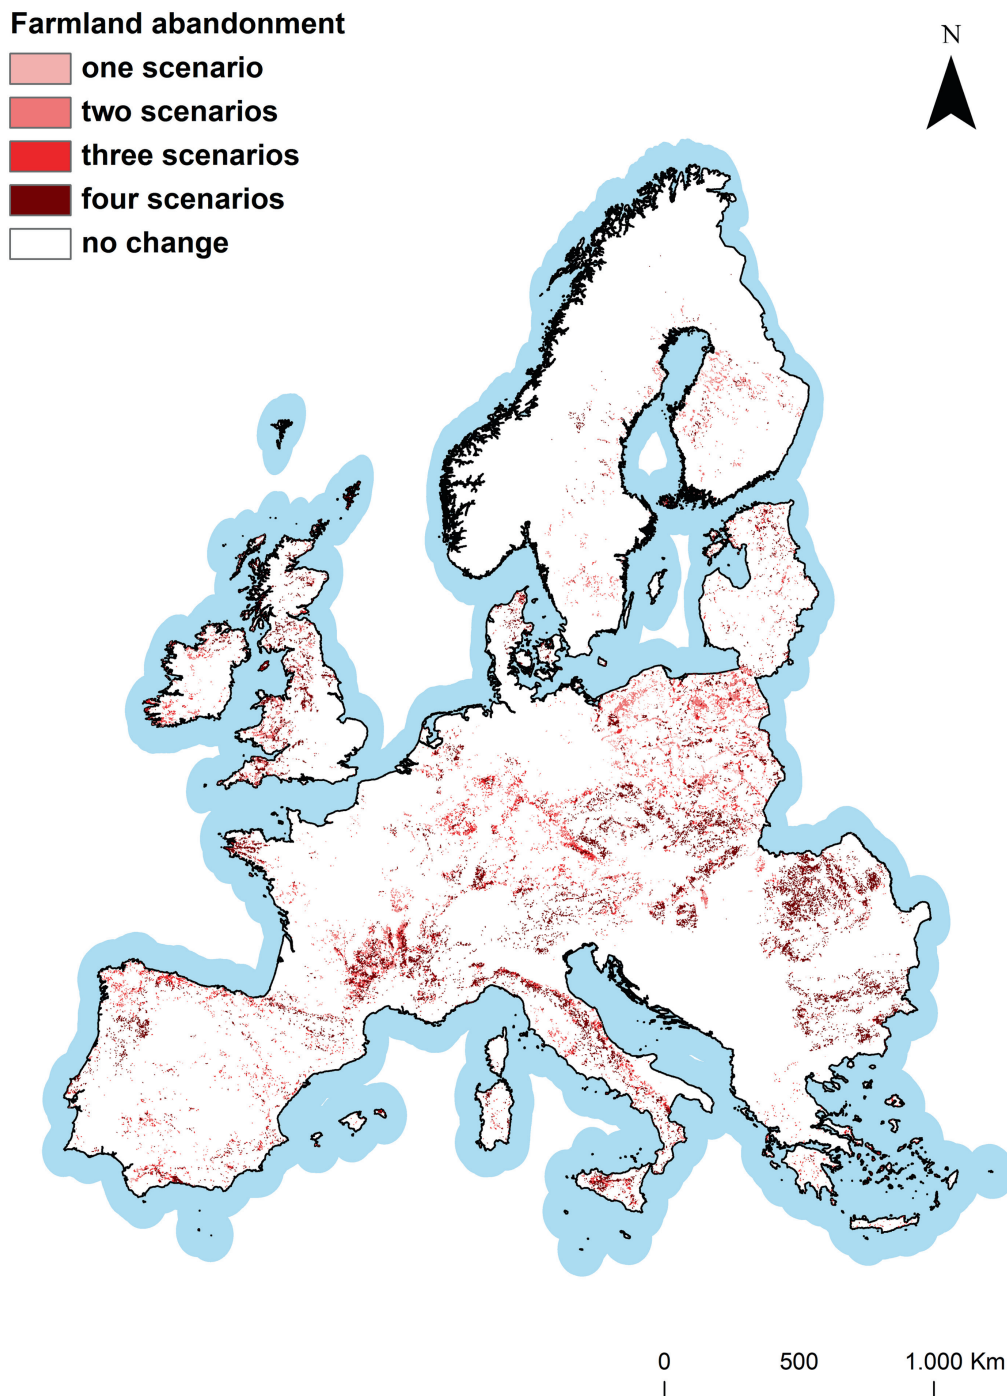 Farmland abandonment
one scenario
two scenarios
three scenarios
four scenarios
no change
N
0 500 1.000 Km